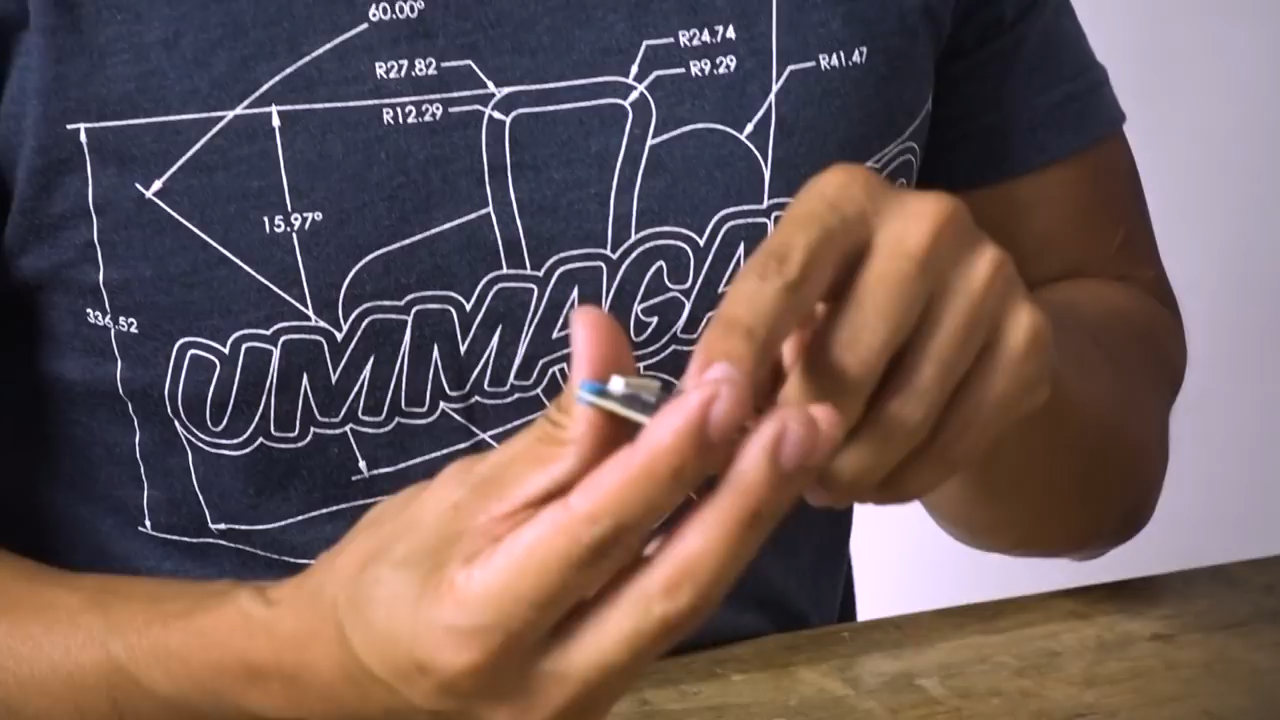 60.00°
R24.74
R27.82
R9.29
R41.47
R12.29
15.97°
336.52